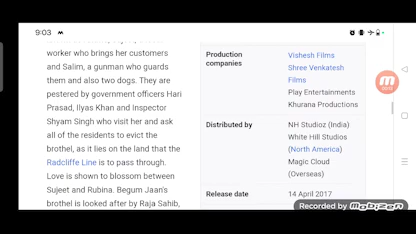 9:03
worker who brings her customers
and Salim, a gunman who guards
them and also two dogs. They are
pestered by government officers Hari
Prasad, Ilyas Khan and Inspector
Shyam Singh who visit her and ask
all of the residents to evict the
brothel, as it lies on the land that the
Radcliffe Line is to pass through.
Love is shown to blossom between
Sujeet and Rubina. Begum Jaan's
brothel is looked after by Raja Sahib,
Production
companies
Vishesh Films
Shree Venkatesh
Films
Play Entertainments
Khurana Productions
Distributed by
NH Studioz (India)
White Hill Studios
(North America)
Magic Cloud
(Overseas)
Release date
14 April 2017
Recorded by Mobizen